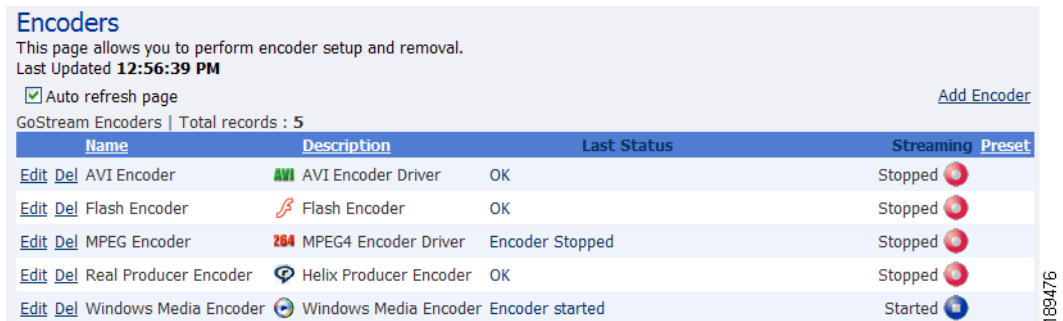 Encoders
This page allows you to perform encoder setup and removal.
Last Updated 12:56:39 PM
Auto refresh page
Add Encoder
GoStream Encoders | Total records : 5
Name Description Last Status Streaming Preset
Edit Del AVI Encoder AVI AVI Encoder Driver OK Stopped
Edit Del Flash Encoder Flash Encoder OK Stopped
Edit Del MPEG Encoder 264 MPEG4 Encoder Driver Encoder Stopped Stopped
Edit Del Real Producer Encoder Helix Producer Encoder OK Stopped
Edit Del Windows Media Encoder Windows Media Encoder Encoder started Started
189476